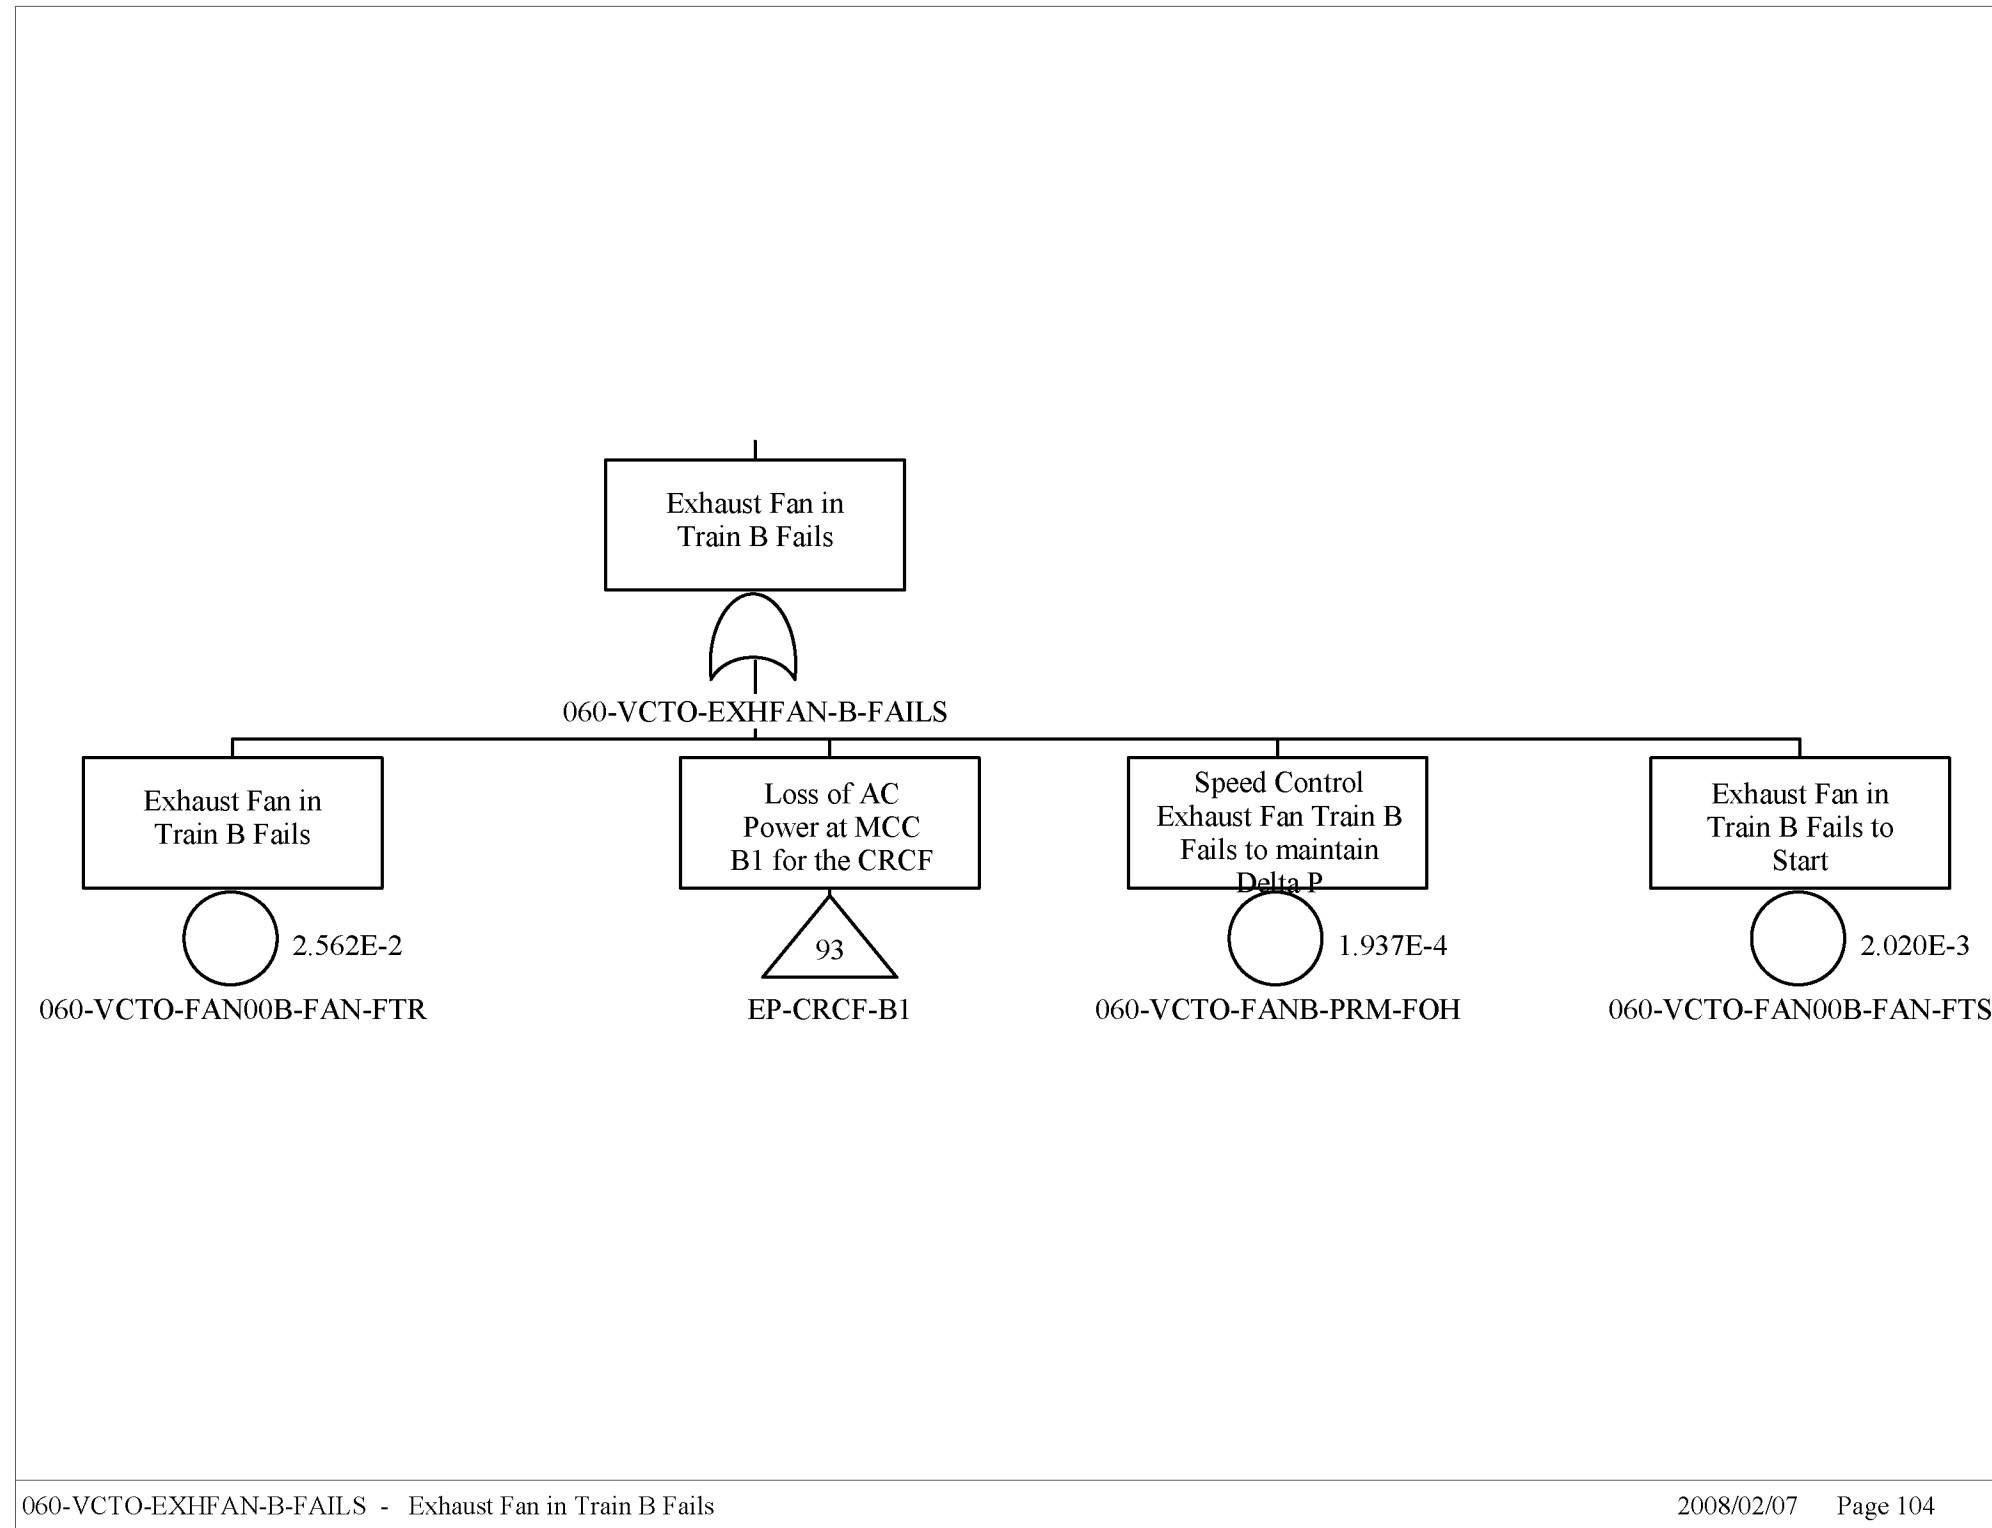 Exhaust Fan in
Train B Fails
060-VCTO-EXHFAN-B-FAILS
Exhaust Fan in
Train B Fails
2.562E-2
060-VCTO-FAN00B-FAN-FTR
Loss of AC
Power at MCC
B1 for the CRCF
93
EP-CRCF-B1
Speed Control
Exhaust Fan Train B
Fails to maintain
Delta P
1.937E-4
060-VCTO-FANB-PRM-FOH
Exhaust Fan in
Train B Fails to
Start
2.020E-3
060-VCTO-FAN00B-FAN-FTS
060-VCTO-EXHFAN-B-FAILS - Exhaust Fan in Train B Fails
2008/02/07 Page 104